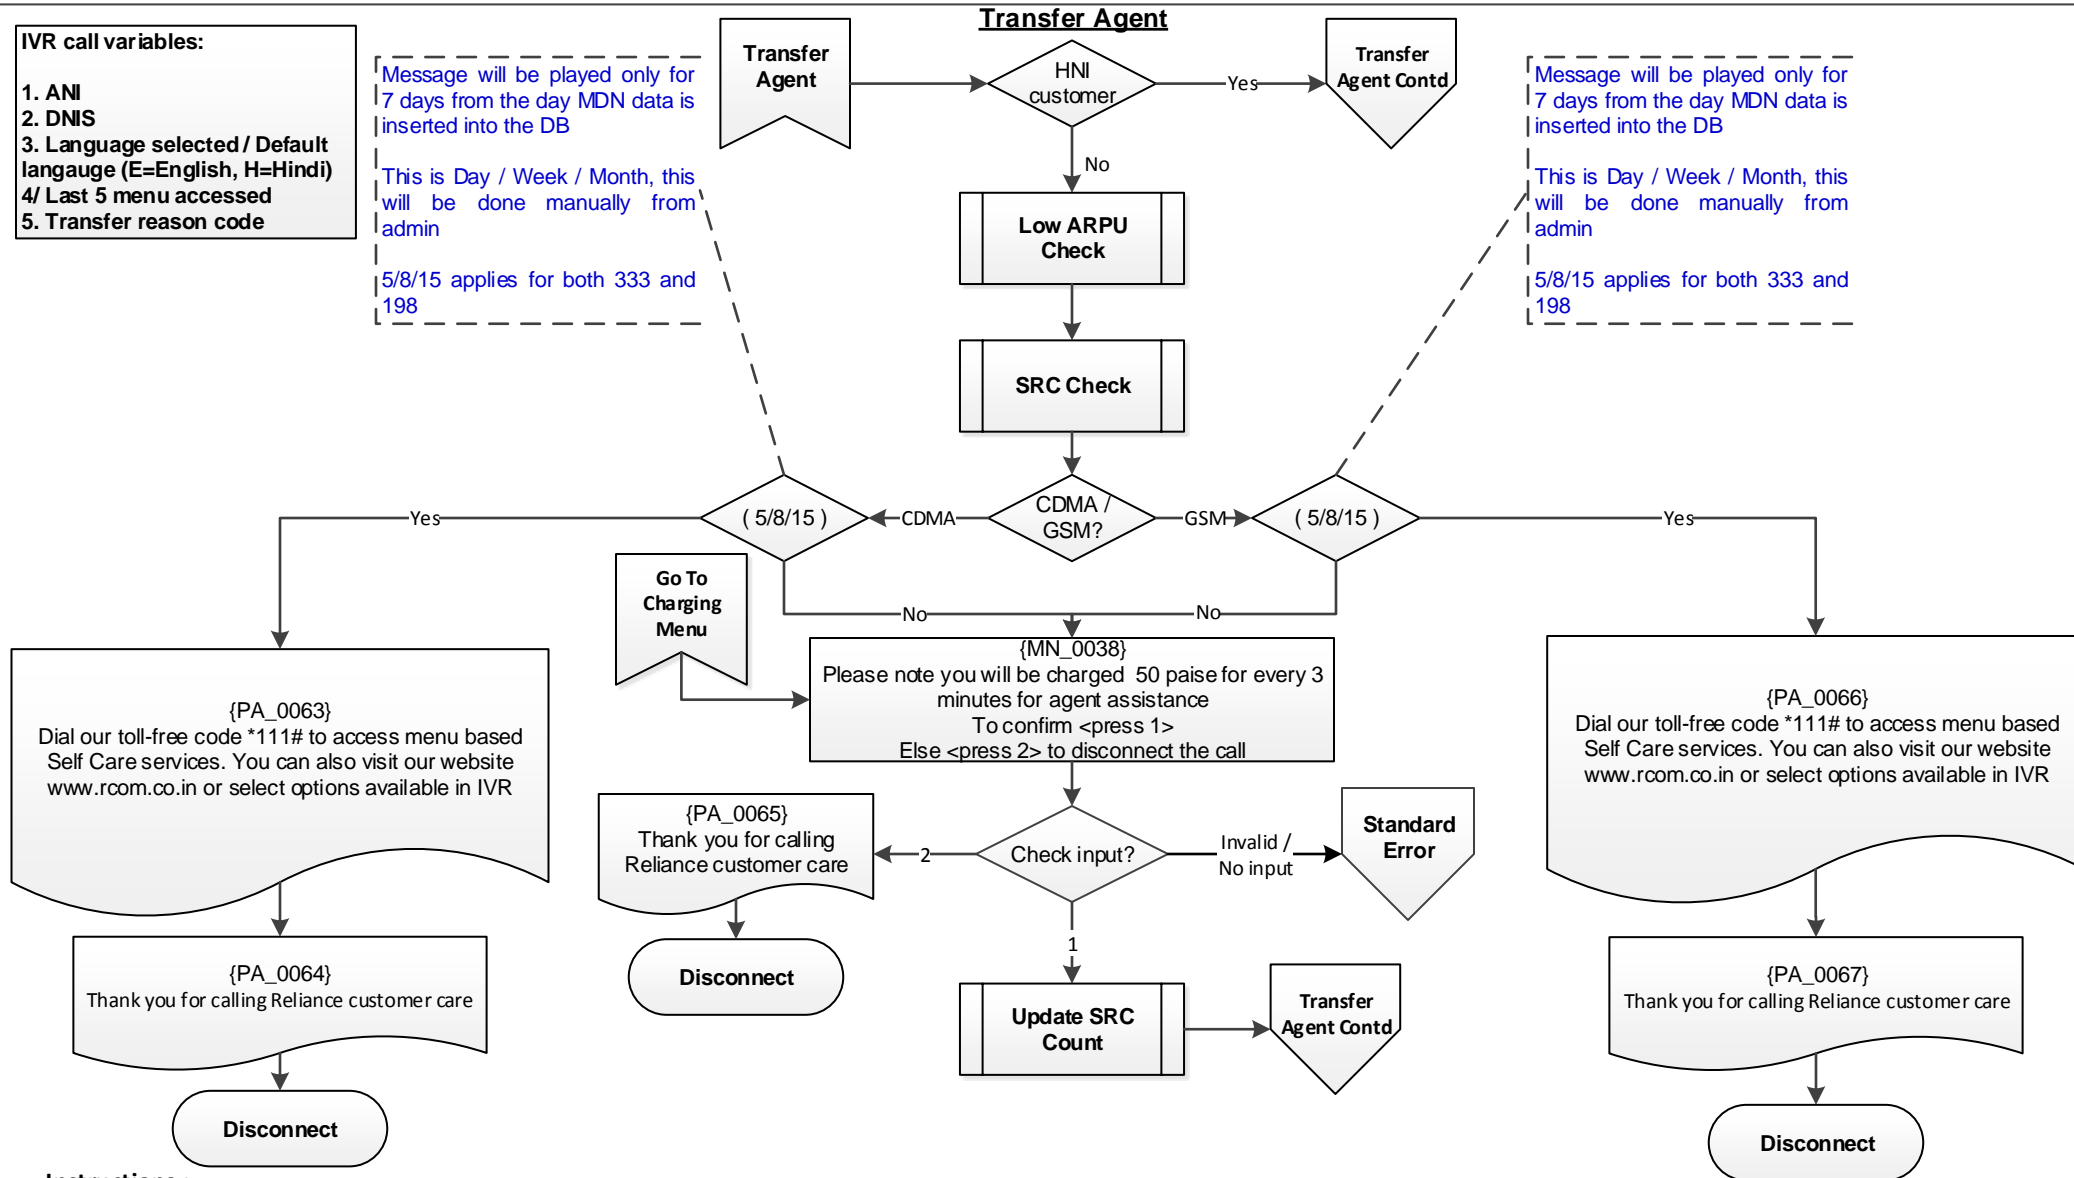 Transfer Agent
IVR call variables:
1. ANI
2. DNIS
3. Language selected / Default
langauge (E=English, H=Hindi)
4/ Last 5 menu accessed
5. Transfer reason code
Message will be played only for
7 days from the day MDN data is
inserted into the DB
This is Day / Week / Month, this
will be done manually from
admin
5/8/15 applies for both 333 and
198
Transfer
Agent
HNI
customer
Yes
Transfer
Agent Contd
Message will be played only for
7 days from the day MDN data is
inserted into the DB
This is Day / Week / Month, this
will be done manually from
admin
5/8/15 applies for both 333 and
198
No
Low ARPU
Check
SRC Check
Yes
( 5/8/15 )
CDMA
CDMA /
GSM?
GSM
( 5/8/15 )
Yes
Go To
Charging
Menu
No
No
{MN_0038}
Please note you will be charged 50 paise for every 3
minutes for agent assistance
To confirm <press 1>
Else <press 2> to disconnect the call
{PA_0063}
Dial our toll-free code *111# to access menu based
Self Care services. You can also visit our website
www.rcom.co.in or select options available in IVR
{PA_0066}
Dial our toll-free code *111# to access menu based
Self Care services. You can also visit our website
www.rcom.co.in or select options available in IVR
{PA_0065}
Thank you for calling
Reliance customer care
2
Check input?
Invalid /
No input
Standard
Error
1
{PA_0064}
Thank you for calling Reliance customer care
Disconnect
Update SRC
Count
Transfer
Agent Contd
{PA_0067}
Thank you for calling Reliance customer care
Disconnect
Disconnect
Instructions :